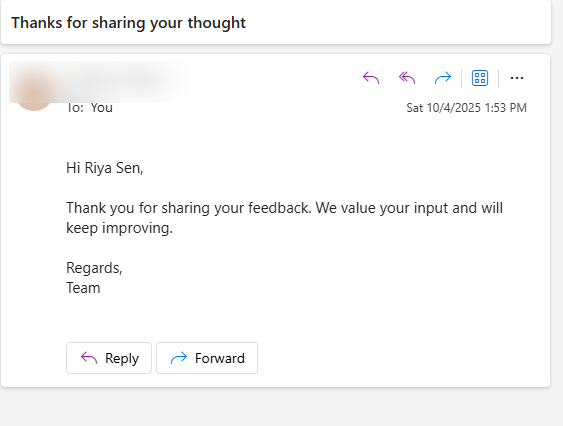 Thanks for sharing your thought
To: You
Sat 10/4/2025 1:53 PM
Hi Riya Sen,
Thank you for sharing your feedback. We value your input and will
keep improving.
Regards,
Team
Reply
Forward